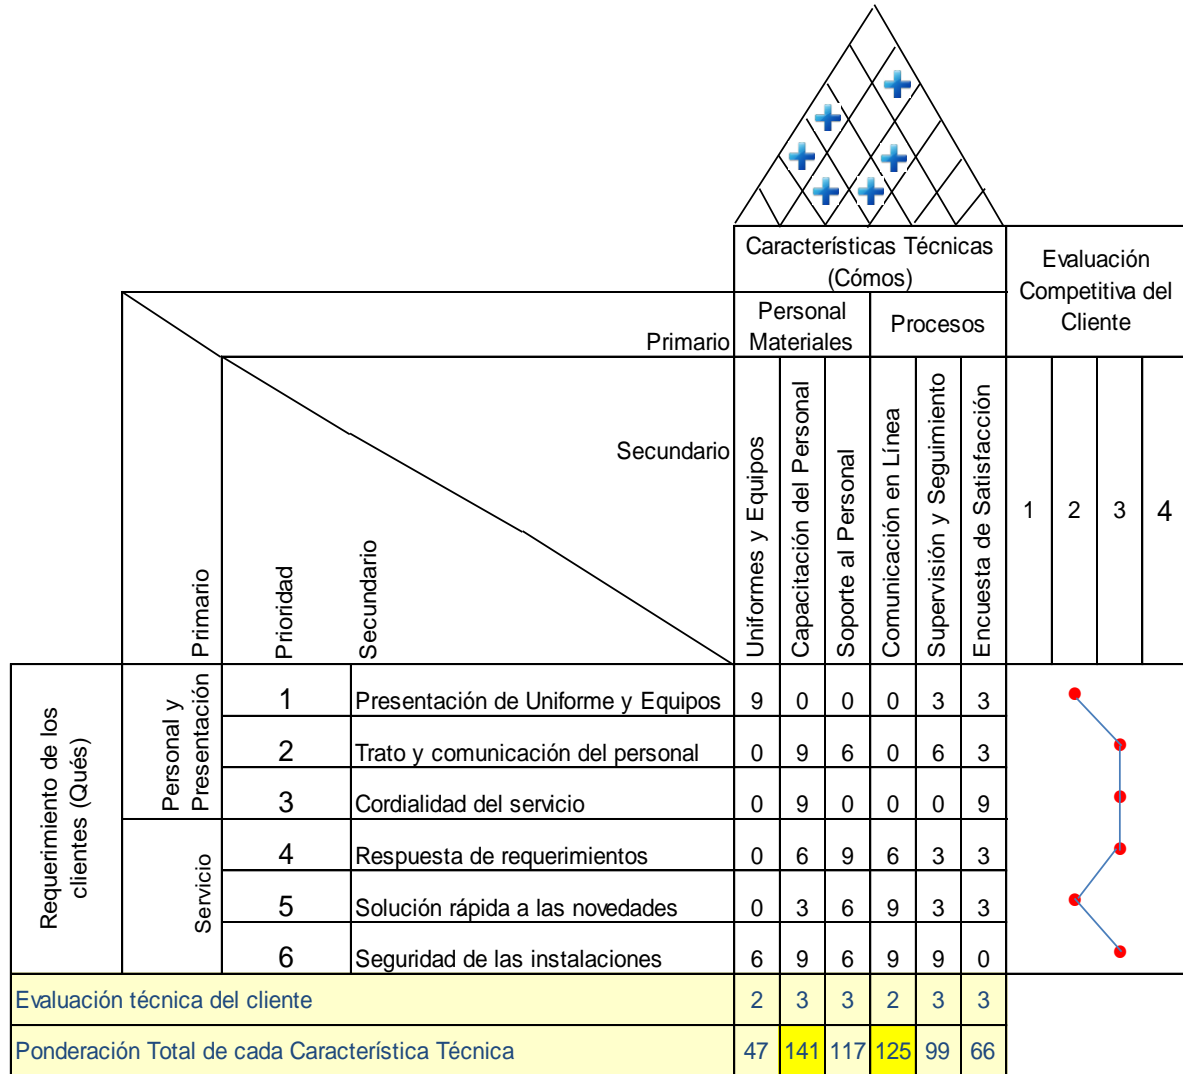 Características Técnicas
(Cómos)
Evaluación
Competitiva del
Cliente
Primario
Personal
Materiales
Procesos
Secundario
Uniformes y Equipos
Capacitación del Personal
Soporte al Personal
Comunicación en Línea
Supervisión y Seguimiento
Encuesta de Satisfacción
1 2 3 4
Primario
Prioridad
Secundario
Requerimiento de los
clientes (Qués)
Personal y
Presentación
1 Presentación de Uniforme y Equipos 9 0 0 0 3 3
2 Trato y comunicación del personal 0 9 6 0 6 3
3 Cordialidad del servicio 0 9 0 0 0 9
Servicio
4 Respuesta de requerimientos 0 6 9 6 3 3
5 Solución rápida a las novedades 0 3 6 9 3 3
6 Seguridad de las instalaciones 6 9 6 9 9 0
Evaluación técnica del cliente 2 3 3 2 3 3
Ponderación Total de cada Característica Técnica 47 141 117 125 99 66